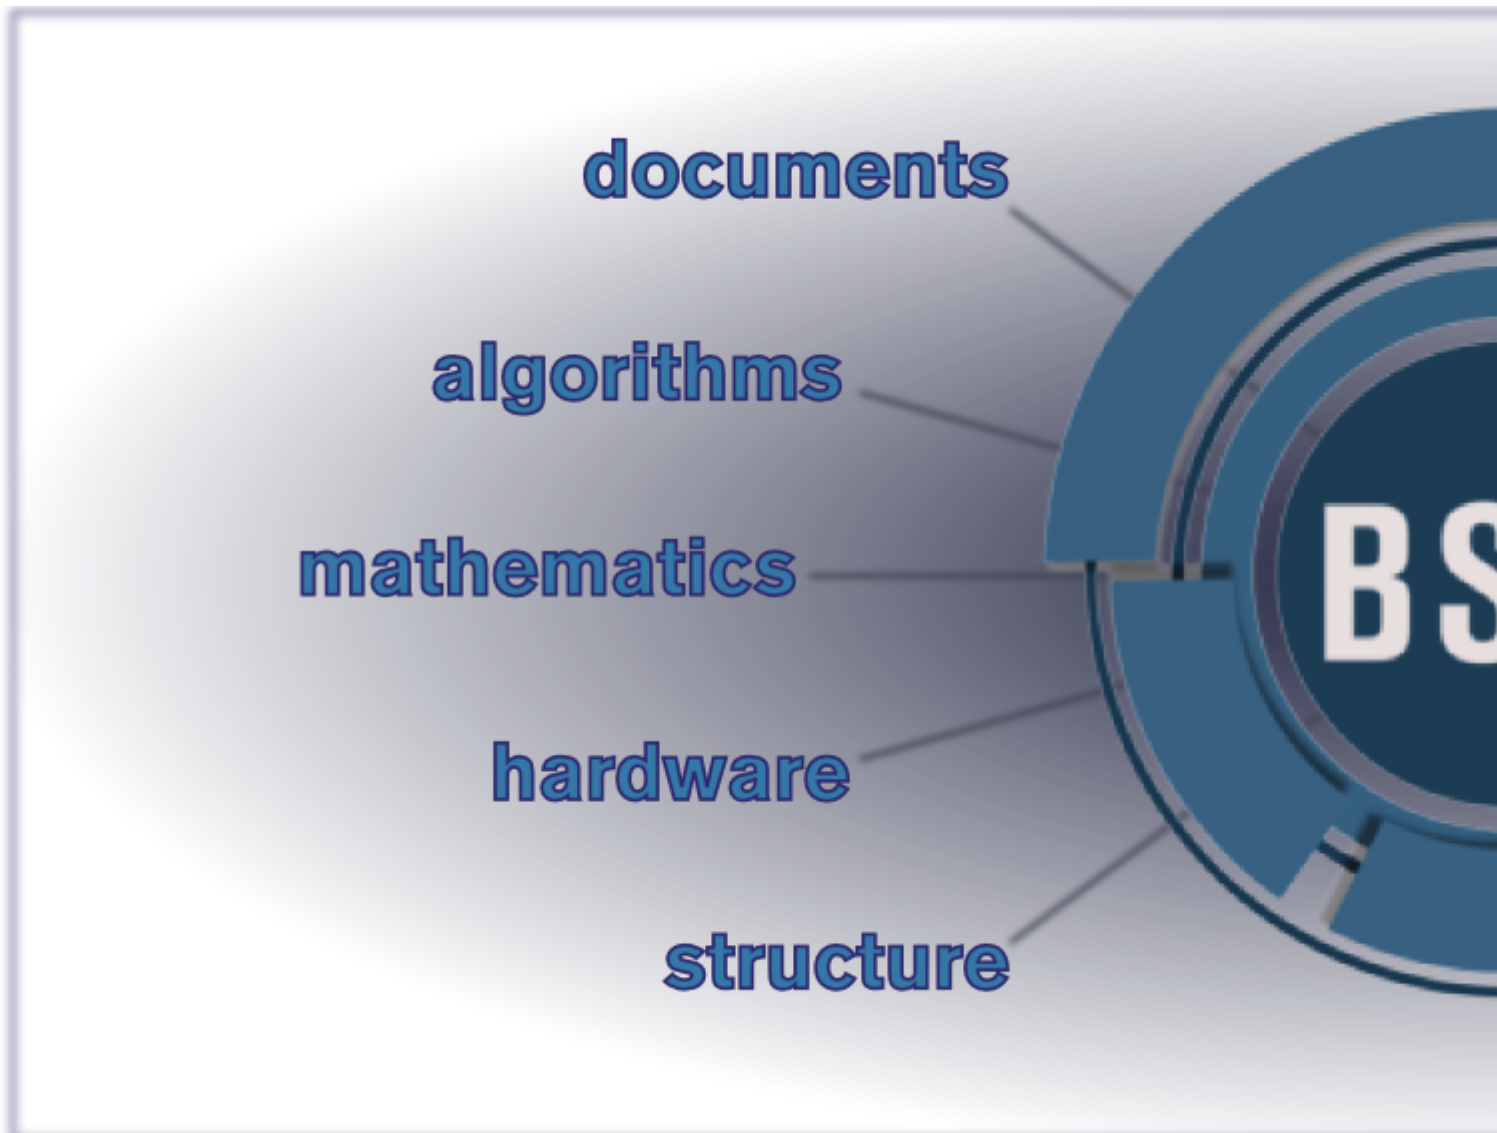 documents
algorithms
mathematics
BS
hardware
structure